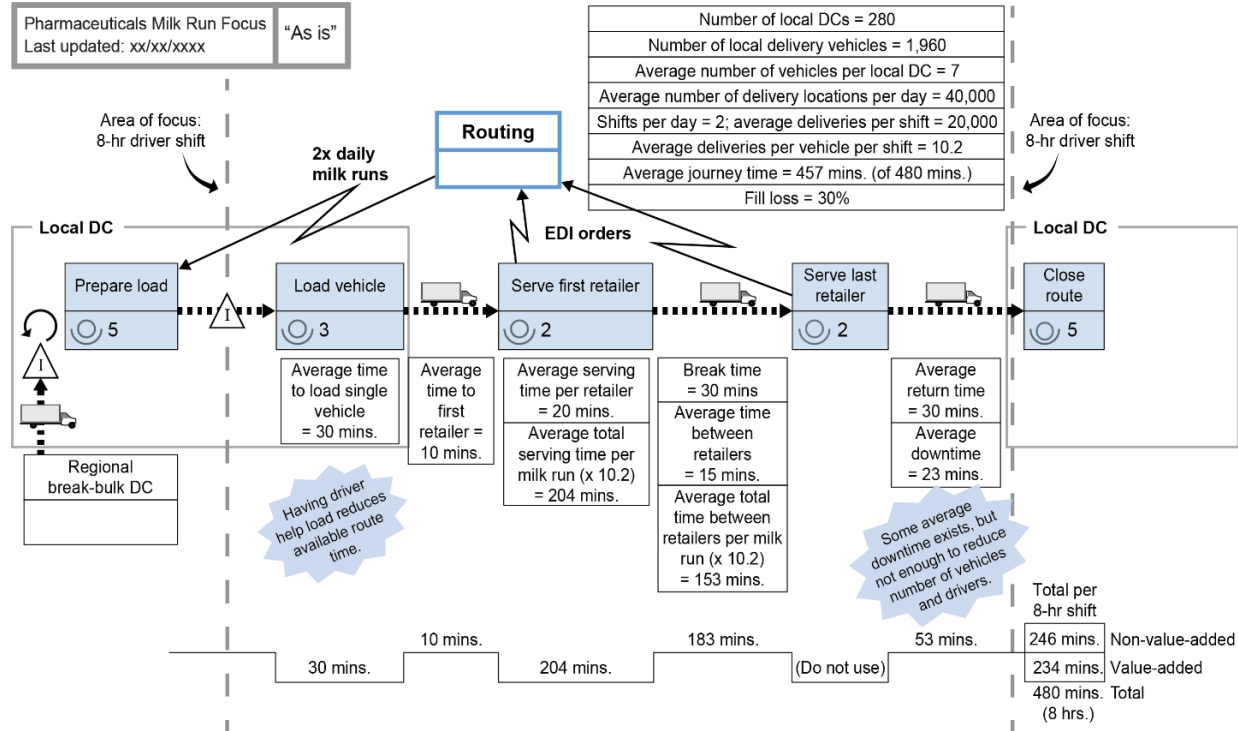 Pharmaceuticals Milk Run Focus
Last updated: xx/xx/xxxx
“As is”
Number of local DCs = 280
Number of local delivery vehicles = 1,960
Average number of vehicles per local DC = 7
Average number of delivery locations per day = 40,000
Shifts per day = 2; average deliveries per shift = 20,000
Average deliveries per vehicle per shift = 10.2
Average journey time = 457 mins. (of 480 mins.)
Fill loss = 30%
Area of focus:
8-hr driver shift
2x daily
milk runs
Routing
EDI orders
Area of focus:
8-hr driver shift
Local DC
Local DC
Prepare load
5
I
Load vehicle
3
Serve first retailer
2
Serve last
retailer
2
Close
route
5
I
Regional
break-bulk DC
Average time
to load single
vehicle
= 30 mins.
Average
time to
first
retailer =
10 mins.
Average serving
time per retailer
= 20 mins.
Average total
serving time per
milk run (x 10.2)
= 204 mins.
Break time
= 30 mins
Average time
between
retailers
= 15 mins.
Average total
time between
retailers per milk
run (x 10.2)
= 153 mins.
Average
return time
= 30 mins.
Average
downtime
= 23 mins.
Having driver
help load reduces
available route
time.
Some average
downtime exists, but
not enough to reduce
number of vehicles
and drivers.
Total per
8-hr shift
30 mins.
10 mins.
204 mins.
183 mins.
(Do not use)
53 mins.
246 mins. Non-value-added
234 mins. Value-added
480 mins. Total
(8 hrs.)